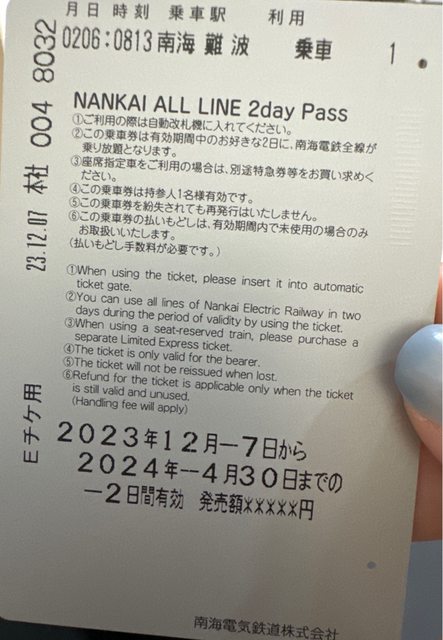 月日 時刻 乗車駅 利用
0206:0813 南海 難波 乗車 1
NANKAI ALL LINE 2day Pass
①ご利用の際は自動改札機に入れてください。
②この乗車券は有効期間中のお好きな2日に、南海電鉄全線が
乗り放題となります。
③座席指定車をご利用の場合は、別途特急券等をお買い求めく
ださい。
④この乗車券は持参人1名様有効です。
⑤この乗車券を紛失されても再発行はいたしません。
⑥この乗車券の払いもどしは、有効期間内で未使用の場合のみ
お取扱いいたします。
(払いもどし手数料が必要です。)
①When using the ticket, please insert it into automatic
ticket gate.
②You can use all lines of Nankai Electric Railway in two
days during the period of validity by using the ticket.
③When using a seat-reserved train, please purchase a
separate Limited Express ticket.
④The ticket is only valid for the bearer.
⑤The ticket will not be reissued when lost.
⑥Refund for the ticket is applicable only when the ticket
is still valid and unused.
(Handling fee will apply)
2023年12月-7日から
2024年--4月30日までの
-2日間有効 発売額*****円
南海電気鉄道株式会社
Eチケ用 23.12.07 本社 004 8032